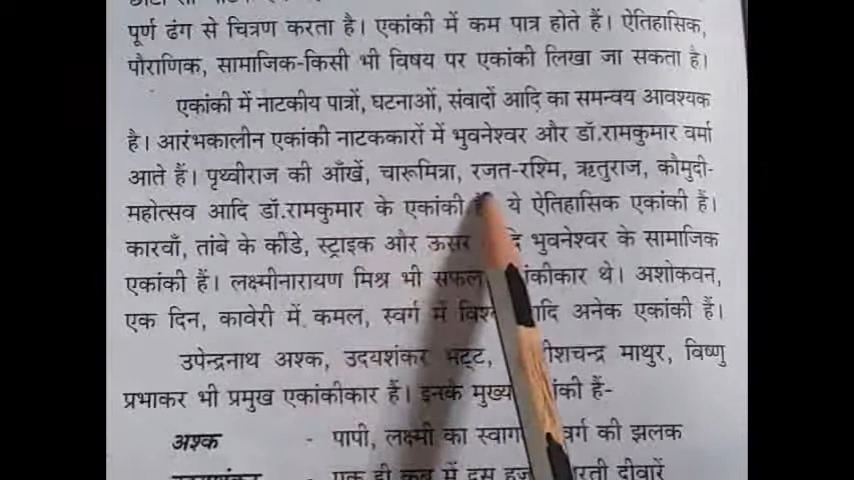 पूर्ण ढंग से चित्रण करता है। एकांकी में कम पात्र होते हैं। ऐतिहासिक,
पौराणिक, सामाजिक-किसी भी विषय पर एकांकी लिखा जा सकता है।
एकांकी में नाटकीय पात्रों, घटनाओं, संवादों आदि का समन्वय आवश्यक
है। आरंभकालीन एकांकी नाटककारों में भुवनेश्वर और डॉ.रामकुमार वर्मा
आते हैं। पृथ्वीराज की आँखें, चारूमित्रा, रजत-रश्मि, ऋतुराज, कौमुदी-
महोत्सव आदि डॉ.रामकुमार के एकांकी ये ऐतिहासिक एकांकी हैं।
कारवाँ, तांबे के कीडे, स्ट्राइक और ऊसर भुवनेश्वर के सामाजिक
एकांकी हैं। लक्ष्मीनारायण मिश्र भी सफल कीकार थे। अशोकवन,
एक दिन, कावेरी में कमल, स्वर्ग में अनेक एकांकी हैं।
उपेन्द्रनाथ अश्क, उदयशंकर भट्ट, शचन्द्र माथुर, विष्णु
प्रभाकर भी प्रमुख एकांकीकार हैं। इनके मुख्य हैं-
अश्क - पापी, लक्ष्मी का की झलक